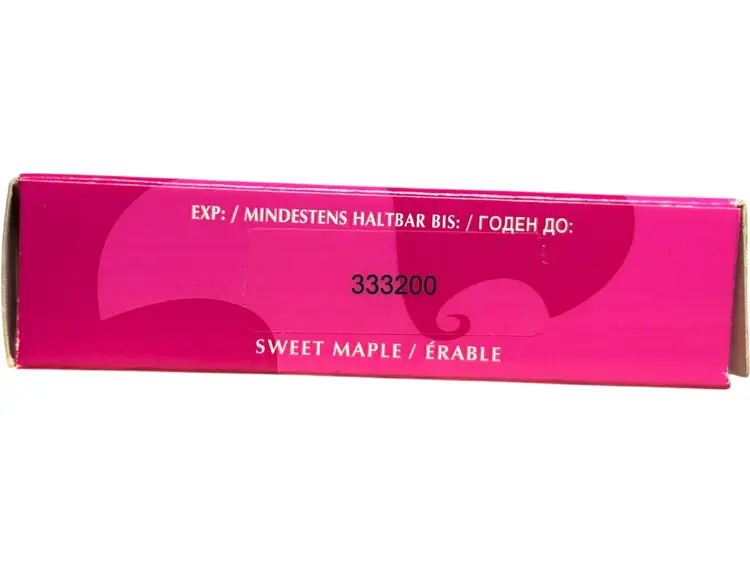 EXP: / MINDESTENS HALTBAR BIS: / ГОДЕН ДО:
333200
SWEET MAPLE / ÉRABLE